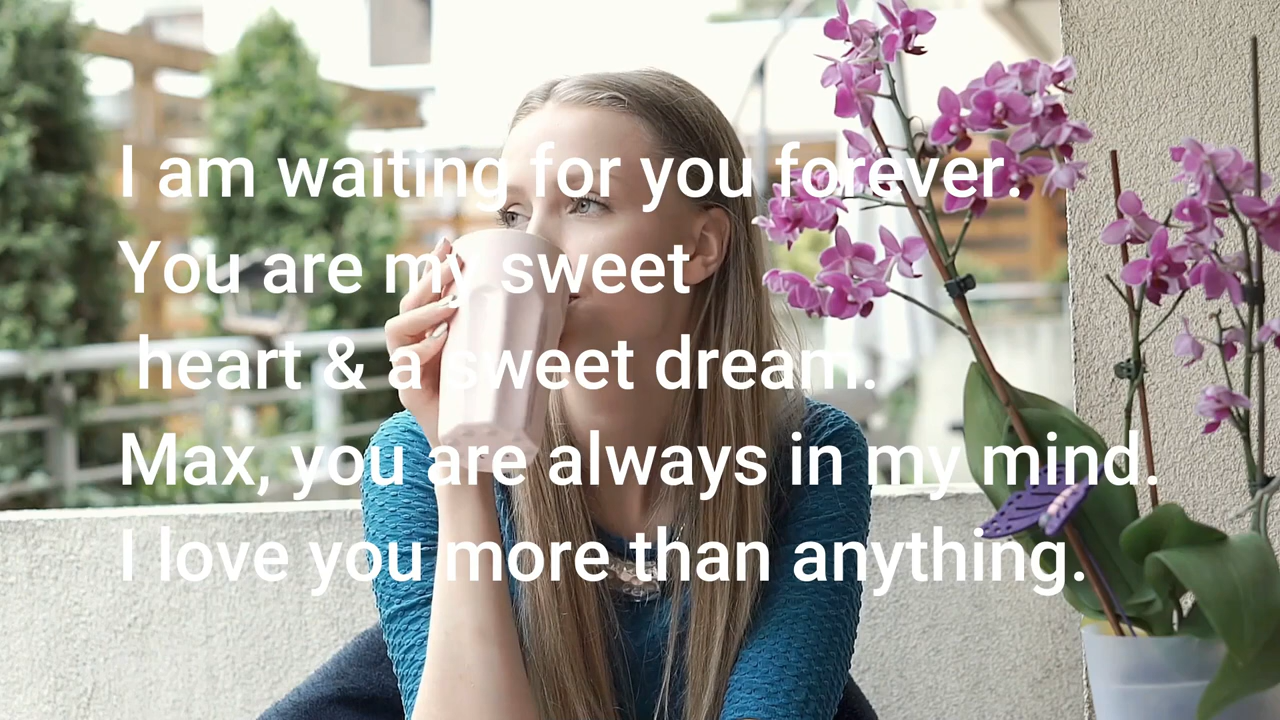 I am waiting for you forever.
You are my sweet
heart & a sweet dream.
Max, you are always in my mind.
I love you more than anything.